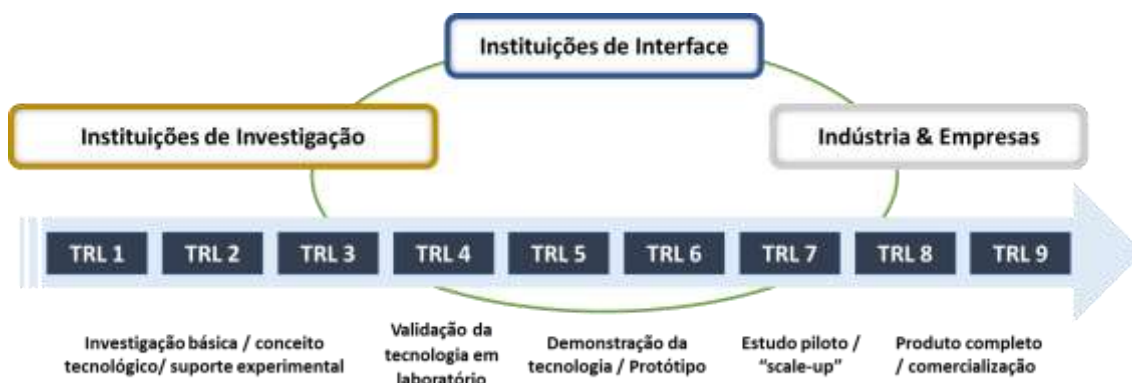 Instituições de Interface
Instituições de Investigação
Indústria & Empresas
TRL 1 TRL 2 TRL 3 TRL 4 TRL 5 TRL 6 TRL 7 TRL 8 TRL 9
Investigação básica / conceito
tecnológico/ suporte experimental
Validação da
tecnologia em
laboratório
Demonstração da
tecnologia / Protótipo
Estudo piloto /
"scale-up"
Produto completo
/ comercialização